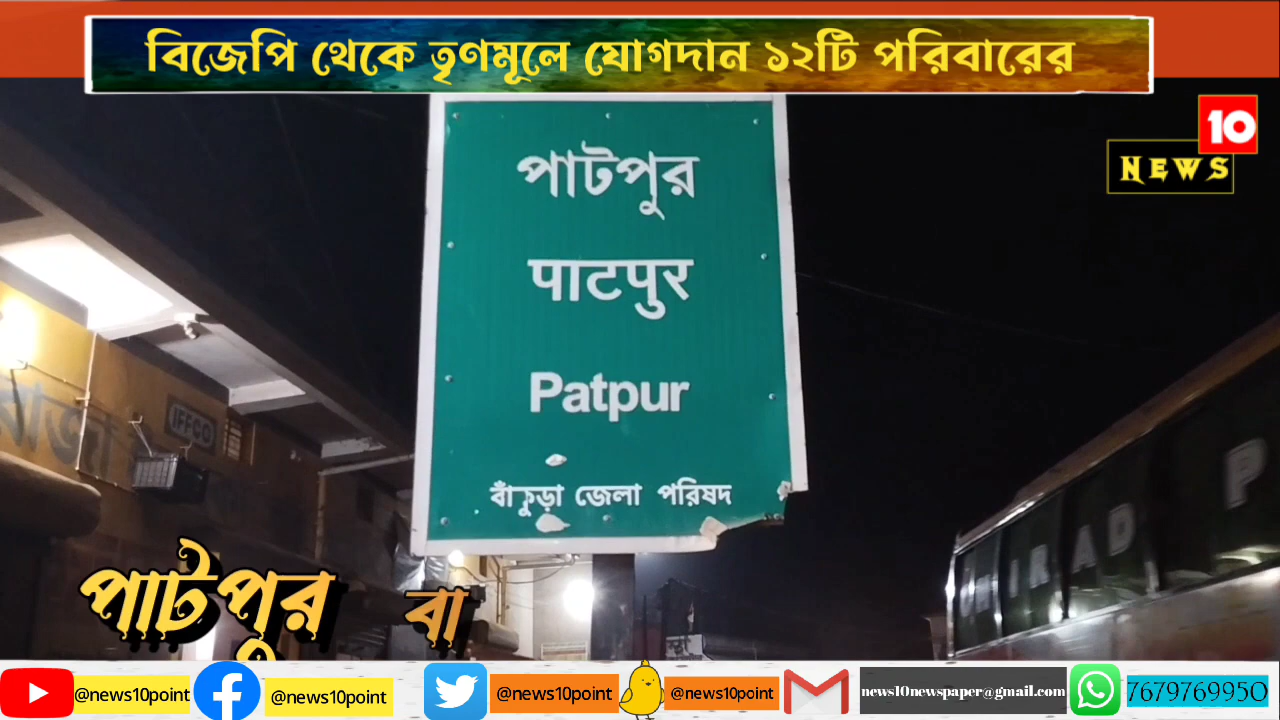 বিজেপি থেকে তৃণমূলে যোগদান ১২টি পরিবারের
10
NEWS
পাটপুর
पाटपुर
Patpur
বাঁকুড়া জেলা পরিষদ
IFFCO
P
পাটপুর বা
@news10point
@news10point
@news10point
@news10point
news10newspaper@gmail.com
7679769950